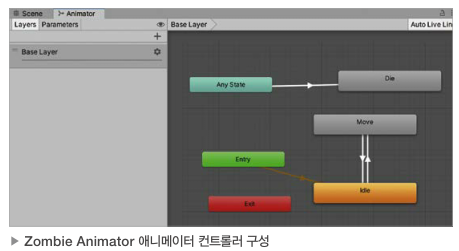 Scene
Animator
Layers Parameters
Base Layer
Auto Live Lin
+
Base Layer
Die
Any State
Move
Entry
Idle
Exit
▶ Zombie Animator 애니메이터 컨트롤러 구성